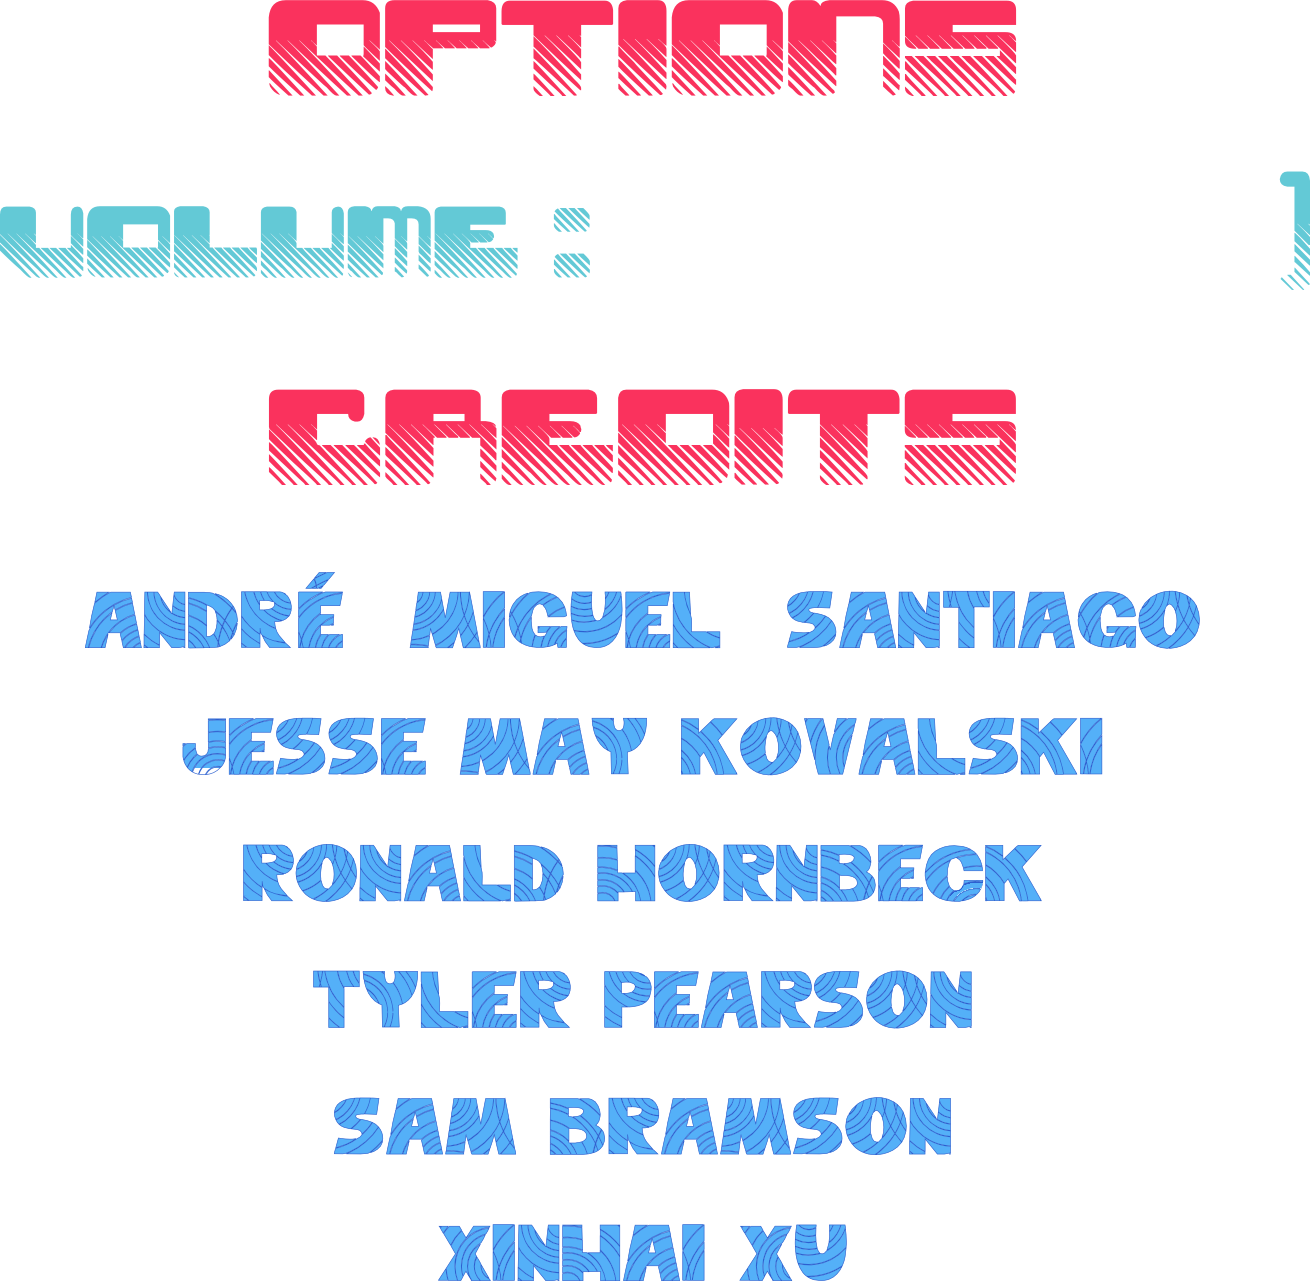 OPTIONS
VOLUME : ]
CREDITS
ANDRÉ MIGUEL SANTIAGO
JESSE MAY KOVALSKI
RONALD HORNBECK
TYLER PEARSON
SAM BRAMSON
XINHAI XU